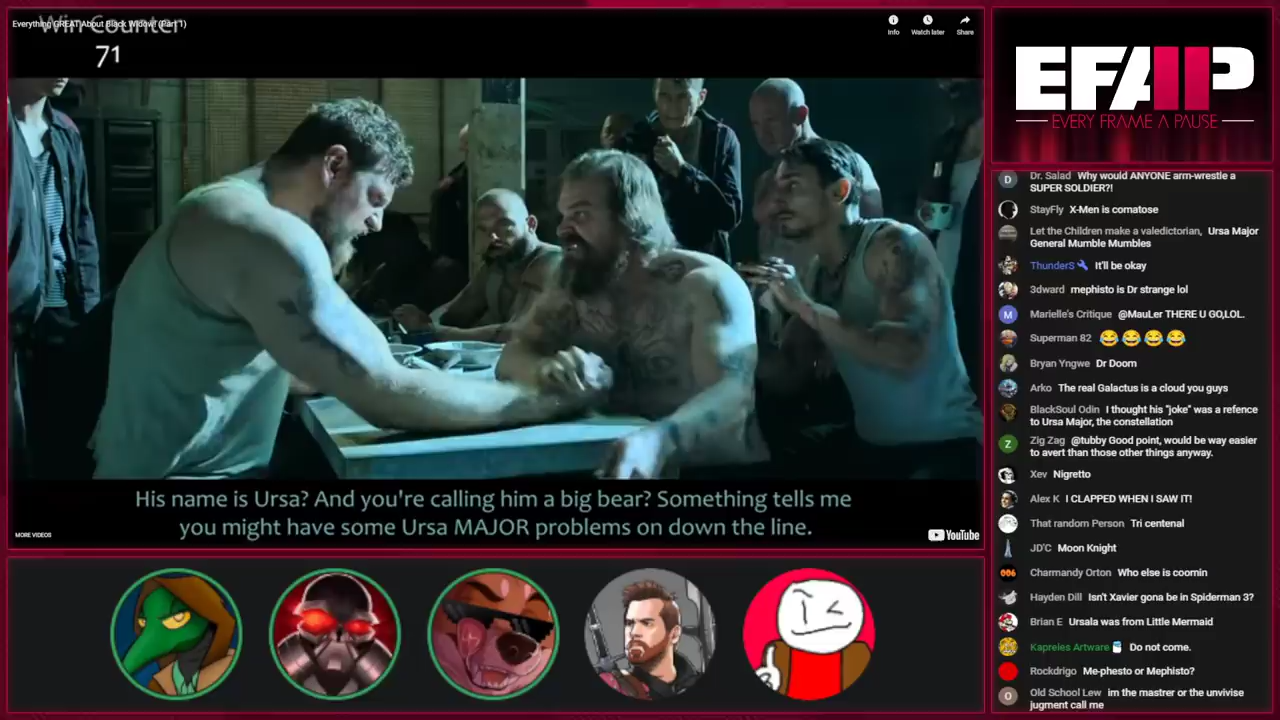 Everything GREAT About Black Widow! (Part 1)
Win Counter
71
Info
Watch later
Share
His name is Ursa? And you're calling him a big bear? Something tells me
you might have some Ursa MAJOR problems on down the line.
MORE VIDEOS
YouTube
EFAP
EVERY FRAME A PAUSE
D Dr. Salad Why would ANYONE arm-wrestle a
SUPER SOLDIER?!
StayFly X-Men is comatose
Let the Children make a valedictorian, Ursa Major
General Mumble Mumbles
ThunderS It'll be okay
3dward mephisto is Dr strange lol
M Marielle's Critique @MauLer THERE U GO,LOL.
Superman 82 😂😂😂😂
Bryan Yngwe Dr Doom
Arko The real Galactus is a cloud you guys
BlackSoul Odin I thought his "joke" was a refence
to Ursa Major, the constellation
Z Zig Zag @tubby Good point, would be way easier
to avert than those other things anyway.
Xev Nigretto
Alex K I CLAPPED WHEN I SAW IT!
That random Person Tri centenal
JD'C Moon Knight
Charmandy Orton Who else is coomin
Hayden Dill Isn't Xavier gona be in Spiderman 3?
Brian E Ursala was from Little Mermaid
Kapreles Artware Do not come.
Rockdrigo Me-phesto or Mephisto?
O Old School Lew im the mastrer or the unvivise
jugment call me